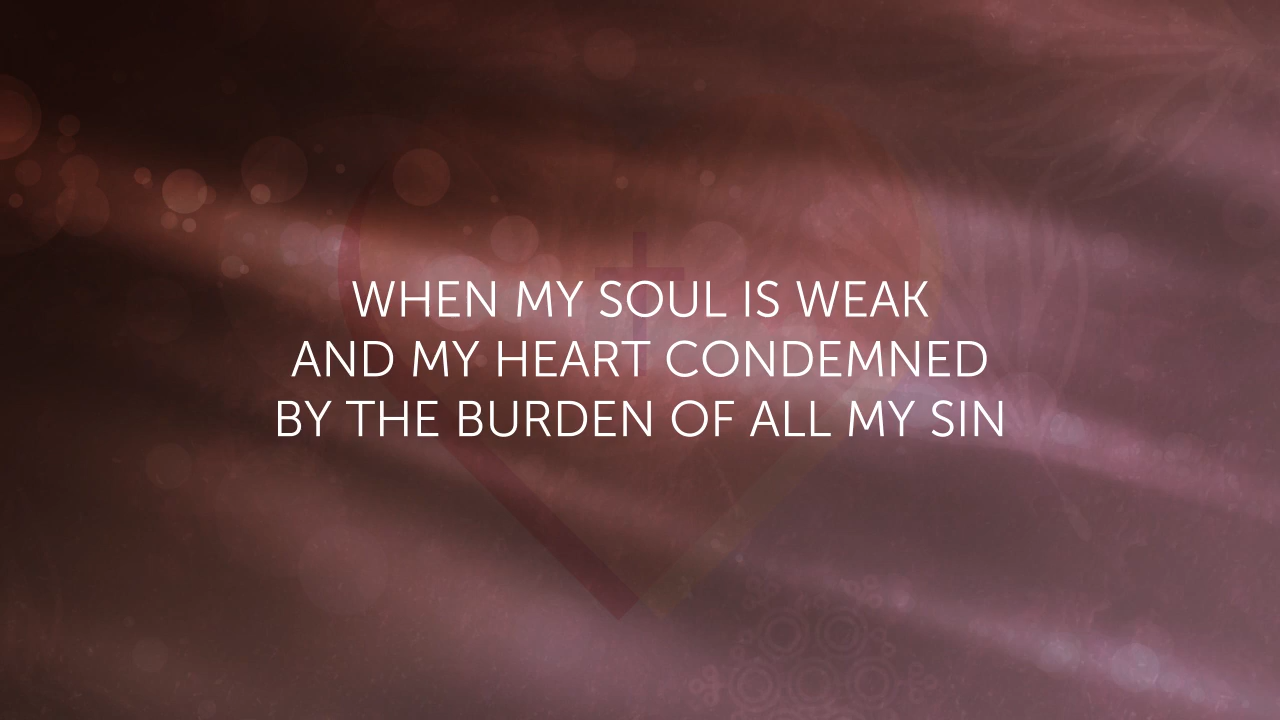 WHEN MY SOUL IS WEAK
AND MY HEART CONDEMNED
BY THE BURDEN OF ALL MY SIN